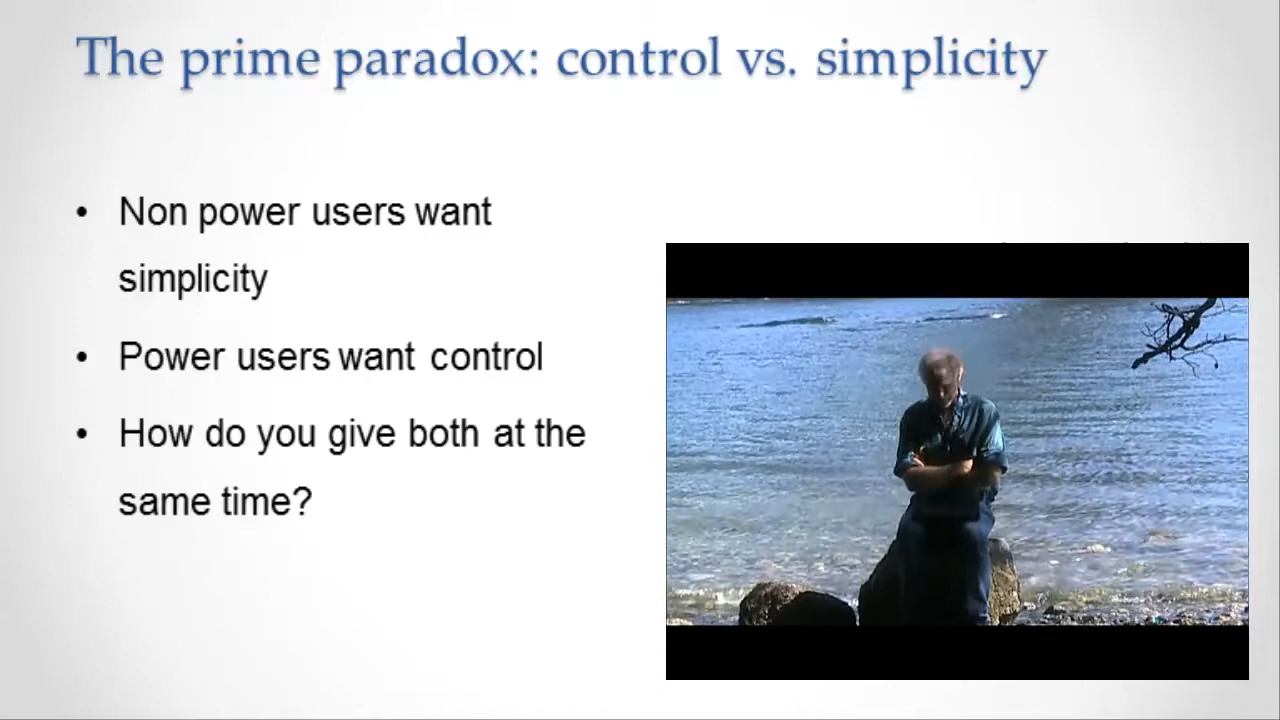 The prime paradox: control vs. simplicity
• Non power users want
simplicity
• Power users want control
• How do you give both at the
same time?